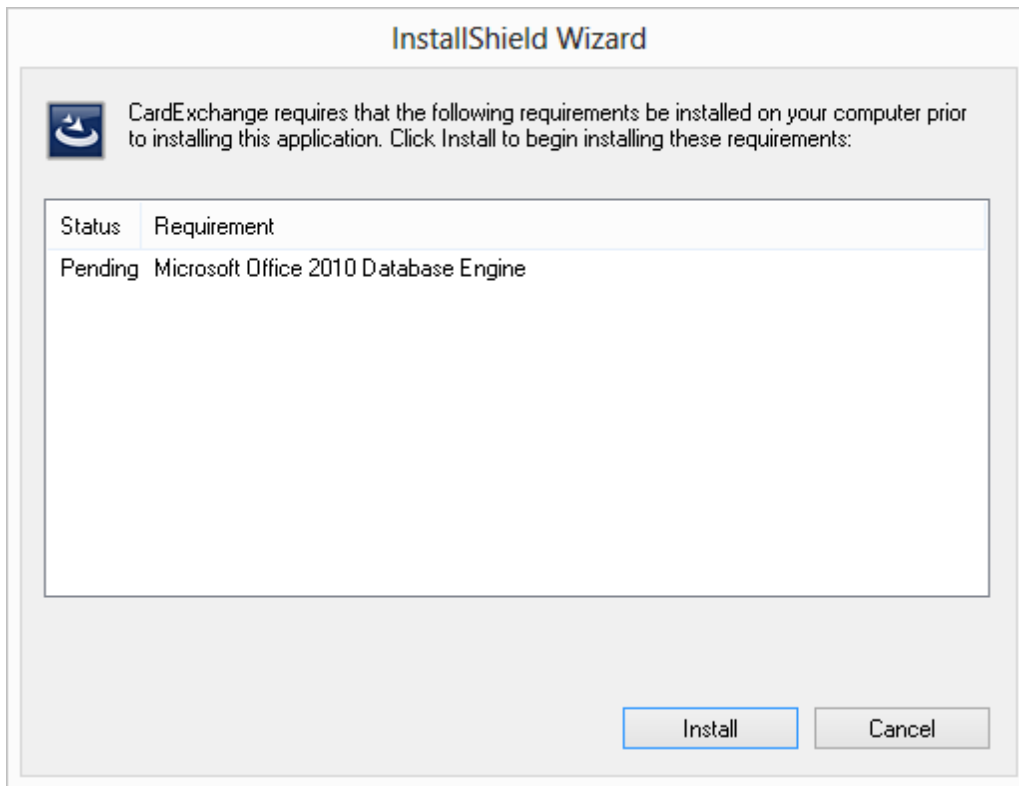 InstallShield Wizard
CardExchange requires that the following requirements be installed on your computer prior
to installing this application. Click Install to begin installing these requirements:
Status Requirement
Pending Microsoft Office 2010 Database Engine
Install Cancel